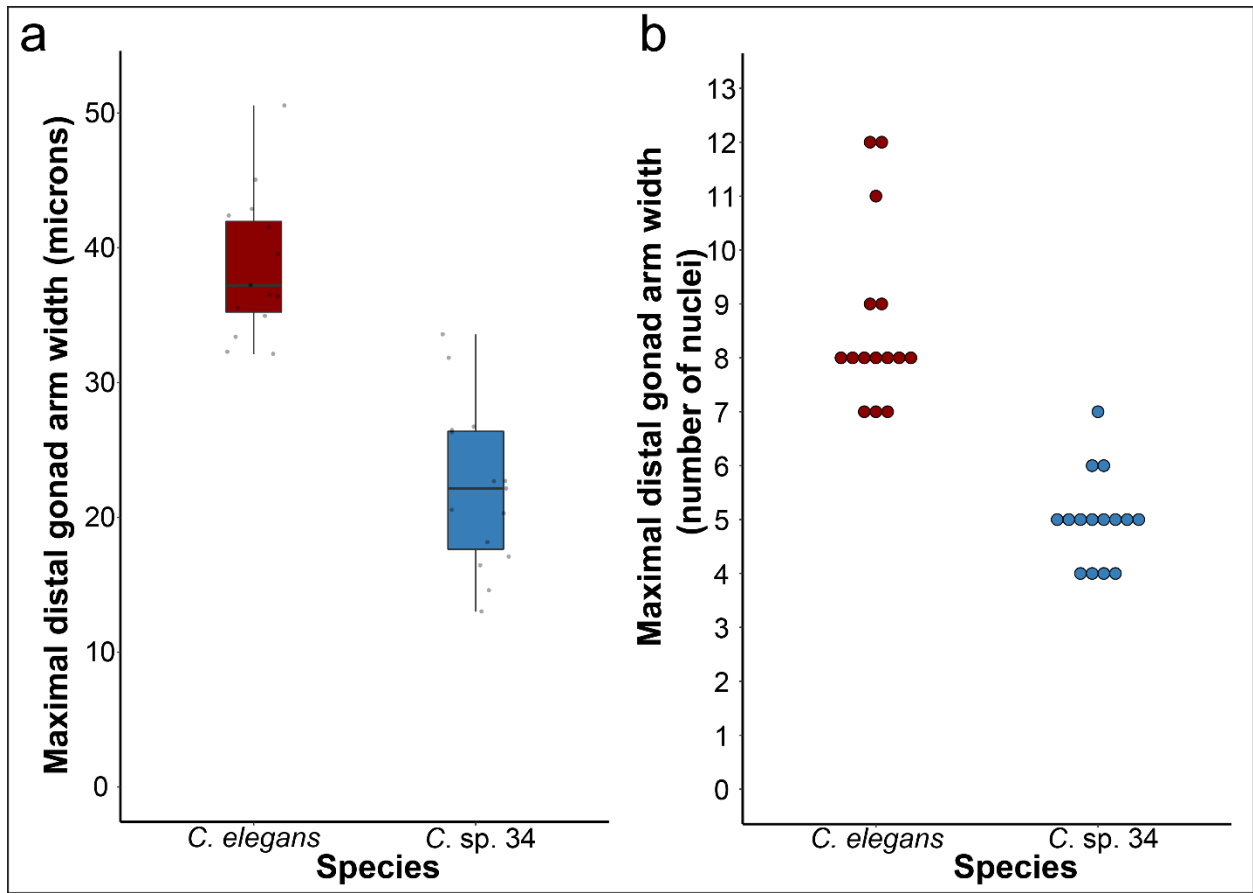 a
Maximal distal gonad arm width (microns)
50
40
30
20
10
0
C. elegans
C. sp. 34
Species
b
Maximal distal gonad arm width
(number of nuclei)
13
12
11
10
9
8
7
6
5
4
3
2
1
0
C. elegans
C. sp. 34
Species